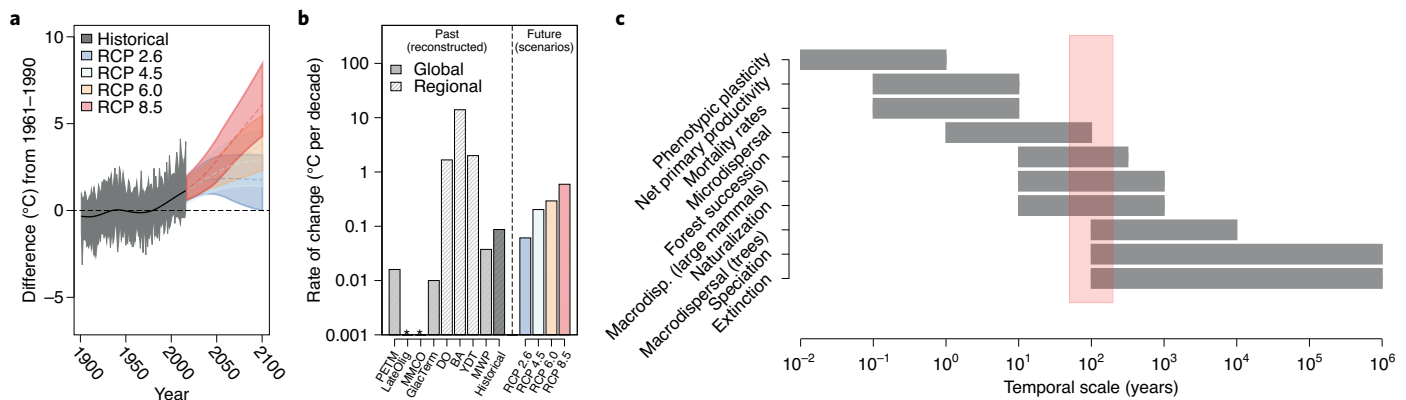 a
10
5
0
−5
Difference (°C) from 1961–1990
Historical
RCP 2.6
RCP 4.5
RCP 6.0
RCP 8.5
1900
1950
2000
2100
Year
b
Past
(reconstructed)
Future
(scenarios)
Global
Regional
100
10
1
0.1
0.01
0.001
Rate of change (°C per decade)
*
*
PETM
LateOlig
MMCO
GlacTerm
DO
BA
YDT
MWP
Historical
RCP 2.6
RCP 4.5
RCP 6.0
RCP 8.5
c
Phenotypic plasticity
Net primary productivity
Mortality rates
Microdispersal
Forest succession
Macrodisp. (large mammals)
Naturalization
Macrodispersal (trees)
Speciation
Extinction
10−2
10−1
100
101
102
103
104
105
106
Temporal scale (years)